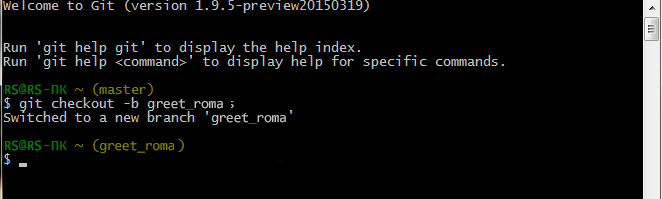 Welcome to Git (version 1.9.5-preview20150319)
Run 'git help git' to display the help index.
Run 'git help <command>' to display help for specific commands.
RS@RS-ПК ~ (master)
$ git checkout -b greet_roma
Switched to a new branch 'greet_roma'
RS@RS-ПК ~ (greet_roma)
$